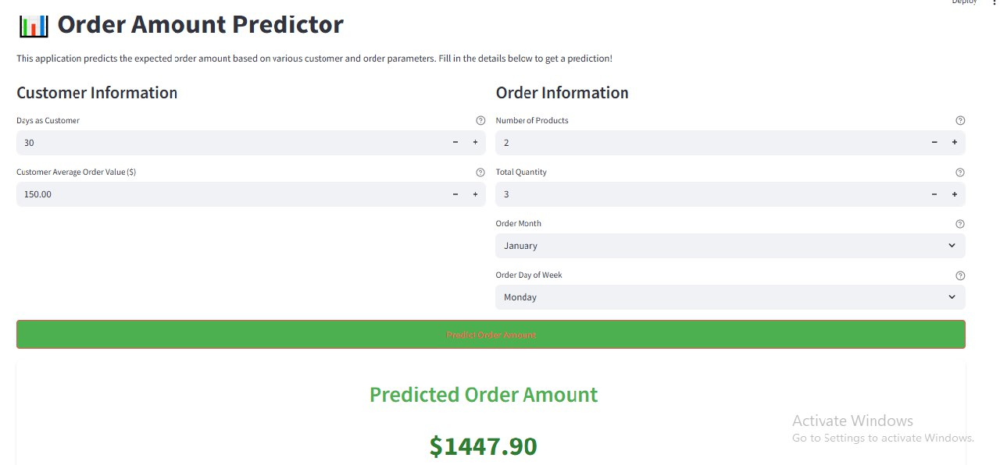 Deploy
Order Amount Predictor
This application predicts the expected order amount based on various customer and order parameters. Fill in the details below to get a prediction!
Customer Information
Days as Customer
30
Customer Average Order Value ($)
150.00
Order Information
Number of Products
2
Total Quantity
3
Order Month
January
Order Day of Week
Monday
Predict Order Amount
Predicted Order Amount
$1447.90
Activate Windows
Go to Settings to activate Windows.